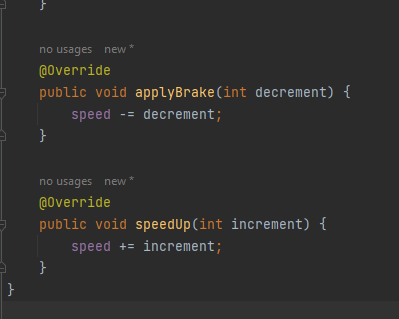 }
no usages new *
@Override
public void applyBrake(int decrement) {
speed -= decrement;
}
no usages new *
@Override
public void speedUp(int increment) {
speed += increment;
}
}